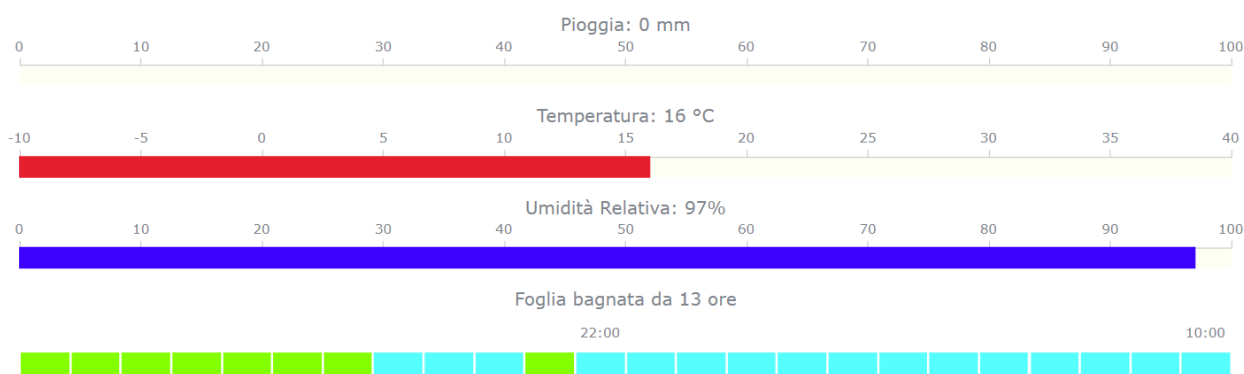 Pioggia: 0 mm
0 10 20 30 40 50 60 70 80 90 100
Temperatura: 16 °C
-10 -5 0 5 10 15 20 25 30 35 40
Umidità Relativa: 97%
0 10 20 30 40 50 60 70 80 90 100
Foglia bagnata da 13 ore
22:00 10:00